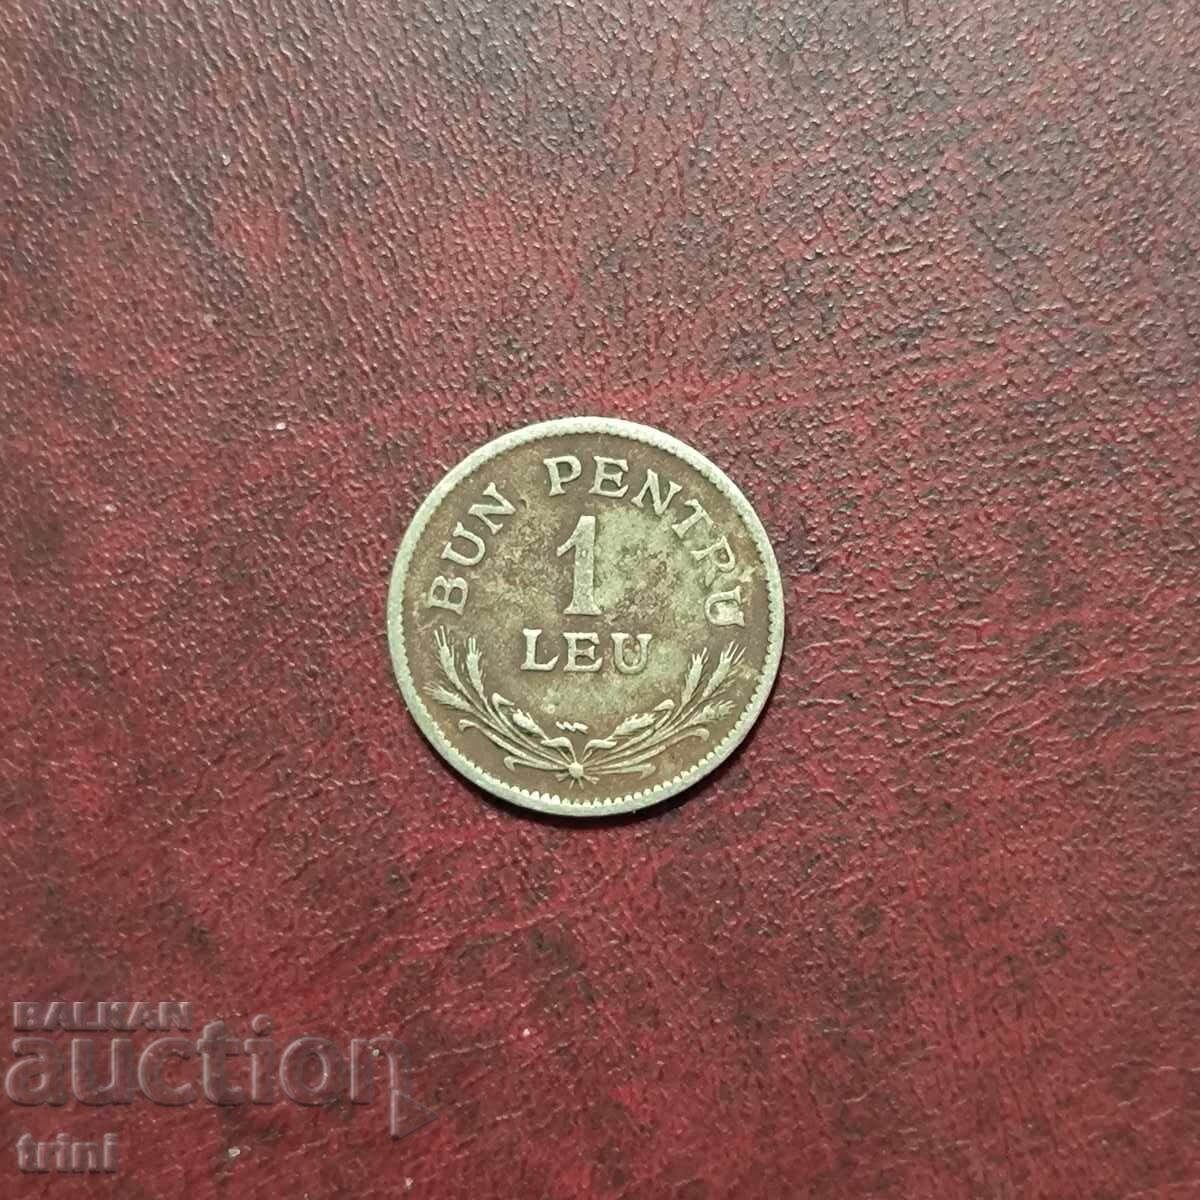 BUN PENTRU
1
LEU
BALKAN
auction
trini